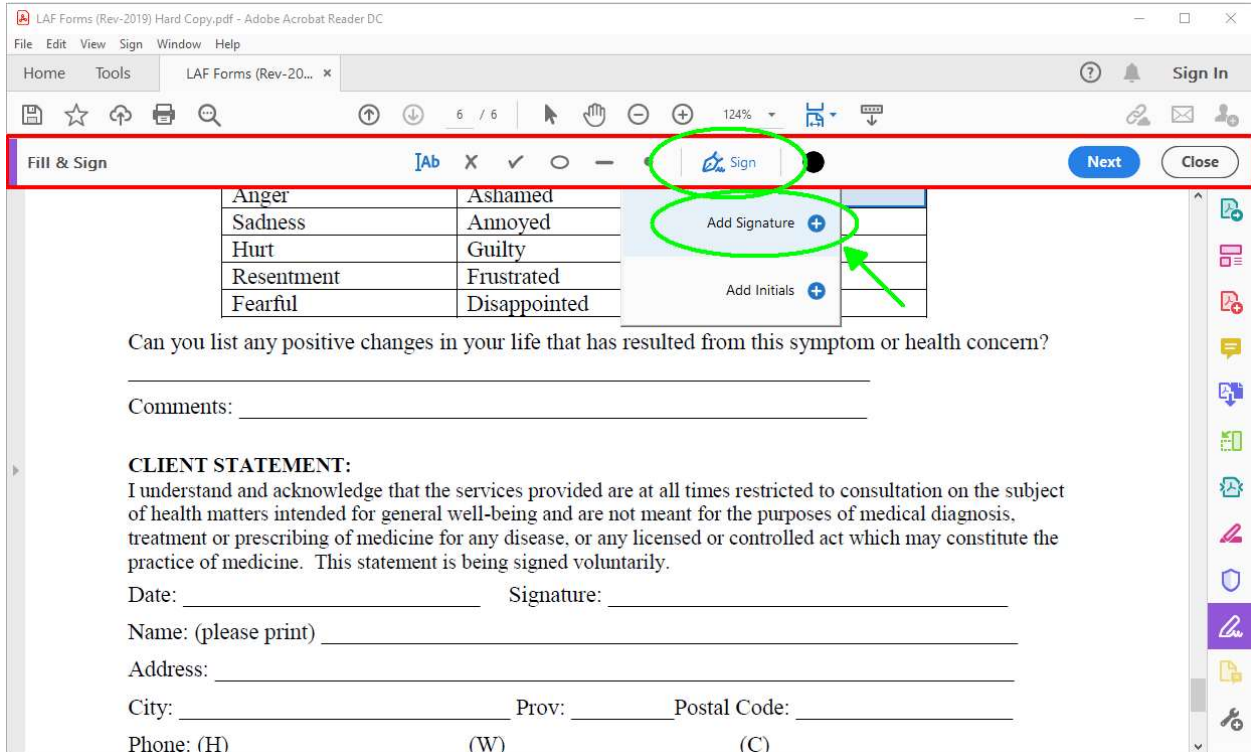 LAF Forms (Rev-2019) Hard Copy.pdf - Adobe Acrobat Reader DC
File Edit View Sign Window Help
Home Tools LAF Forms (Rev-20... × ? Sign In
6 / 6 124%
Fill & Sign Ab Sign Next Close
Anger Ashamed
Sadness Annoyed Add Signature
Hurt Guilty
Resentment Frustrated Add Initials
Fearful Disappointed
Can you list any positive changes in your life that has resulted from this symptom or health concern?
Comments:
CLIENT STATEMENT:
I understand and acknowledge that the services provided are at all times restricted to consultation on the subject
of health matters intended for general well-being and are not meant for the purposes of medical diagnosis,
treatment or prescribing of medicine for any disease, or any licensed or controlled act which may constitute the
practice of medicine. This statement is being signed voluntarily.
Date: Signature:
Name: (please print)
Address:
City: Prov: Postal Code:
Phone: (H) (W) (C)